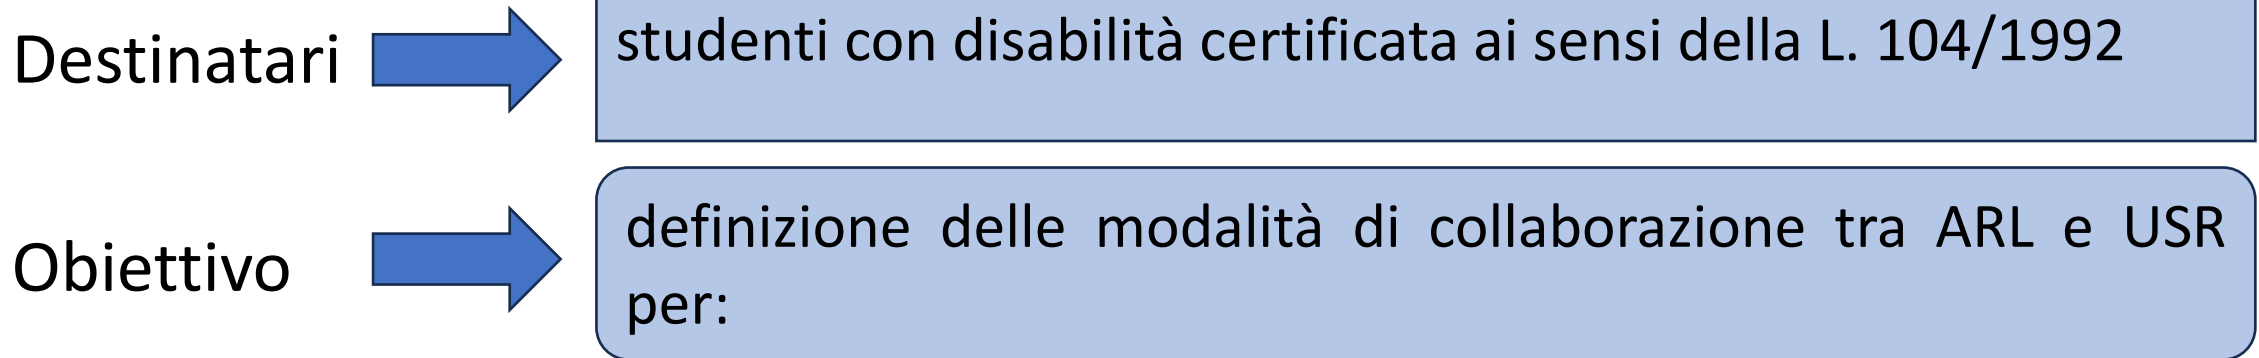 Destinatari
studenti con disabilità certificata ai sensi della L. 104/1992
Obiettivo
definizione delle modalità di collaborazione tra ARL e USR
per: